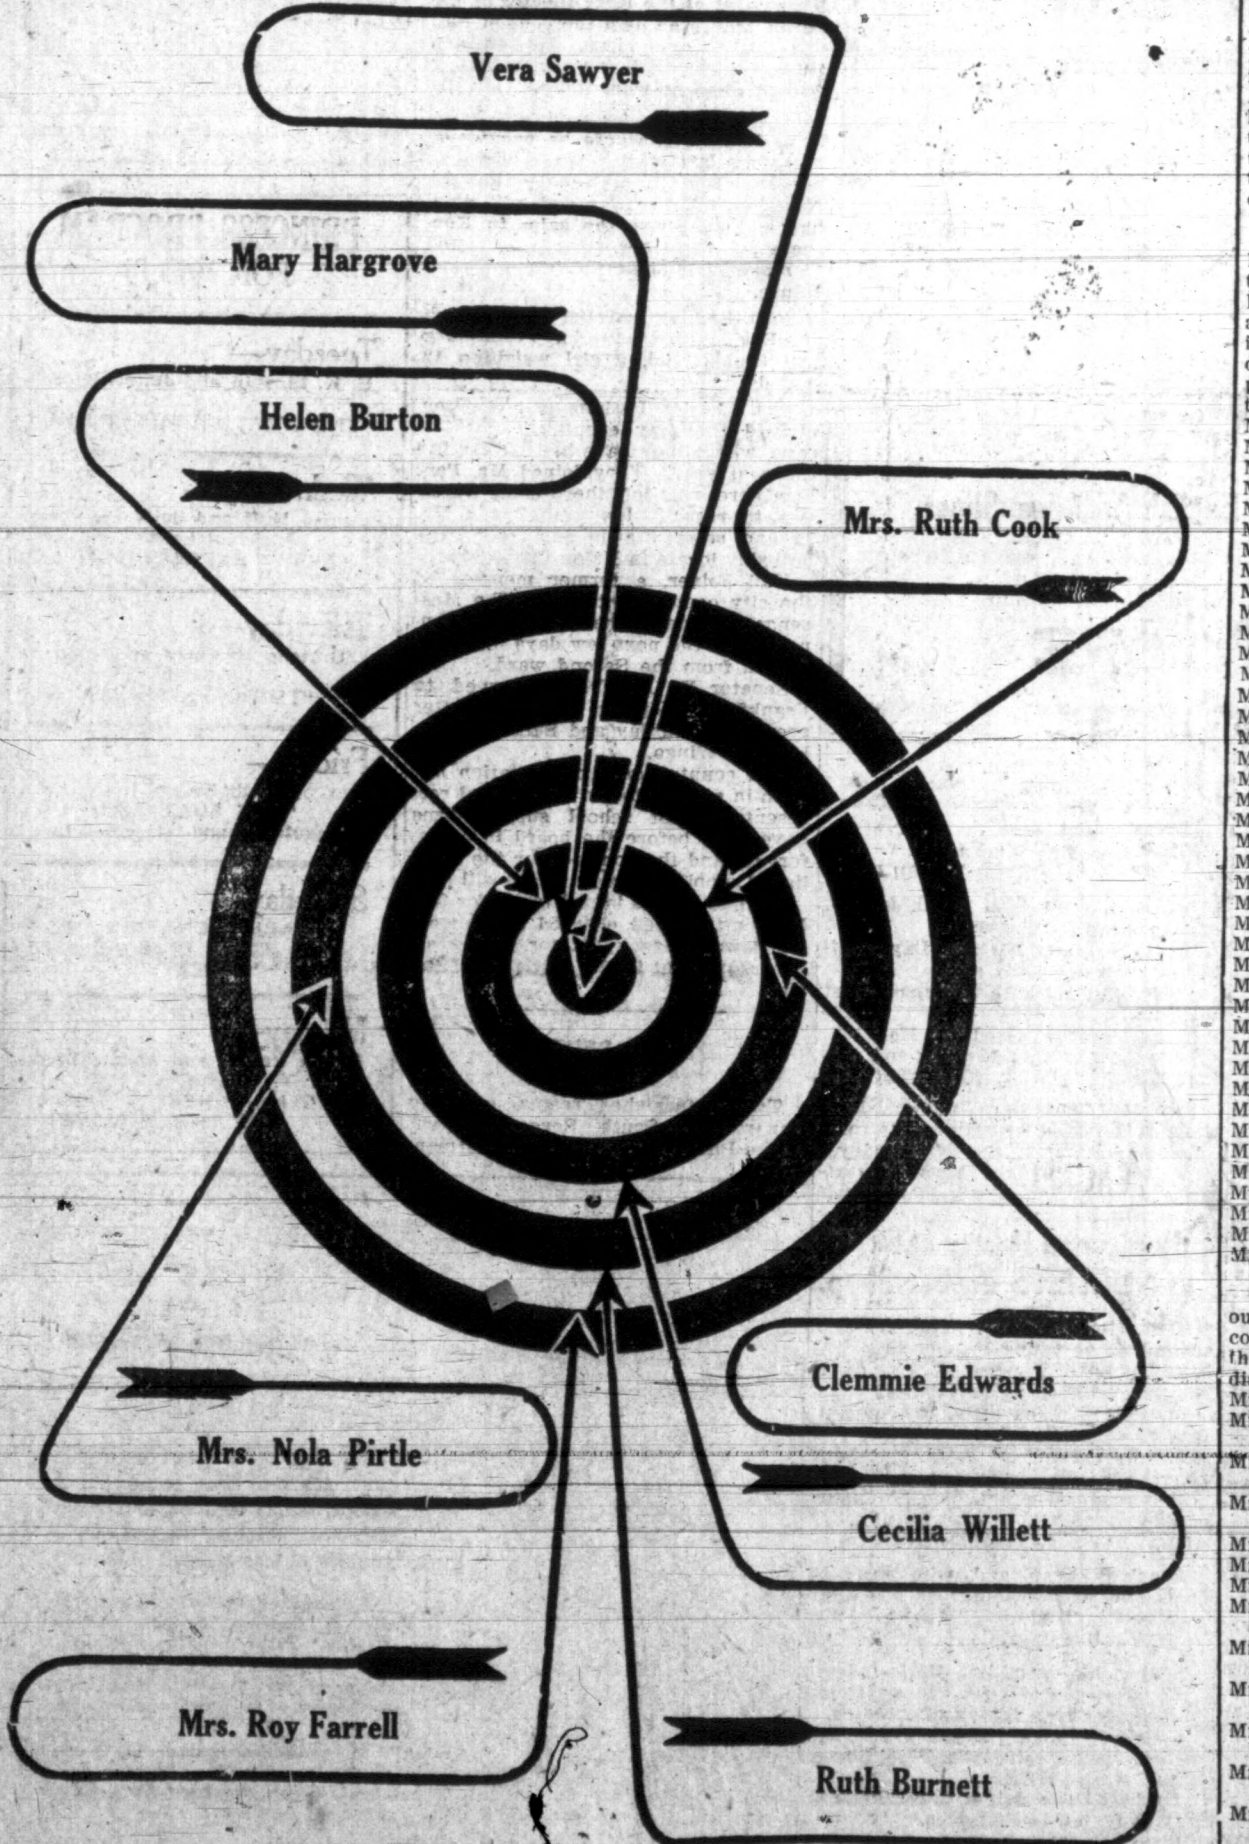 Vera Sawyer
Mary Hargrove
Helen Burton
Mrs. Ruth Cook
Clemmie Edwards
Mrs. Nola Pirtle
Cecilia Willett
Mrs. Roy Farrell
Ruth Burnett